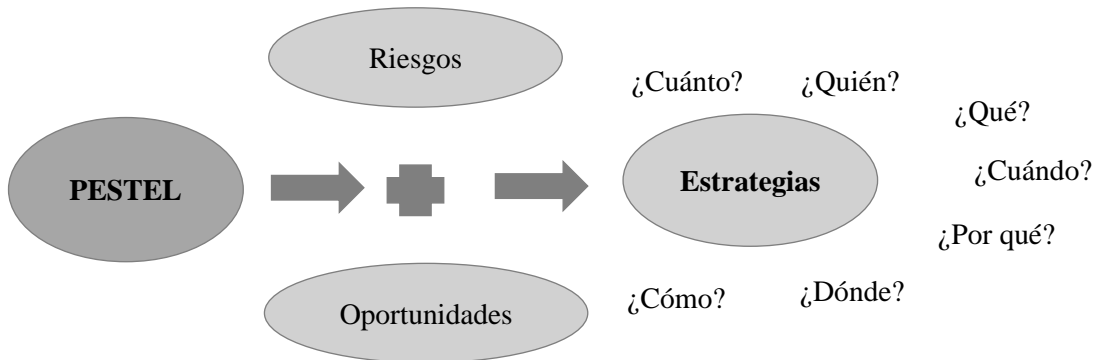 Riesgos
¿Cuánto?
¿Quién?
¿Qué?
PESTEL
Estrategias
¿Cuándo?
¿Por qué?
Oportunidades
¿Cómo?
¿Dónde?